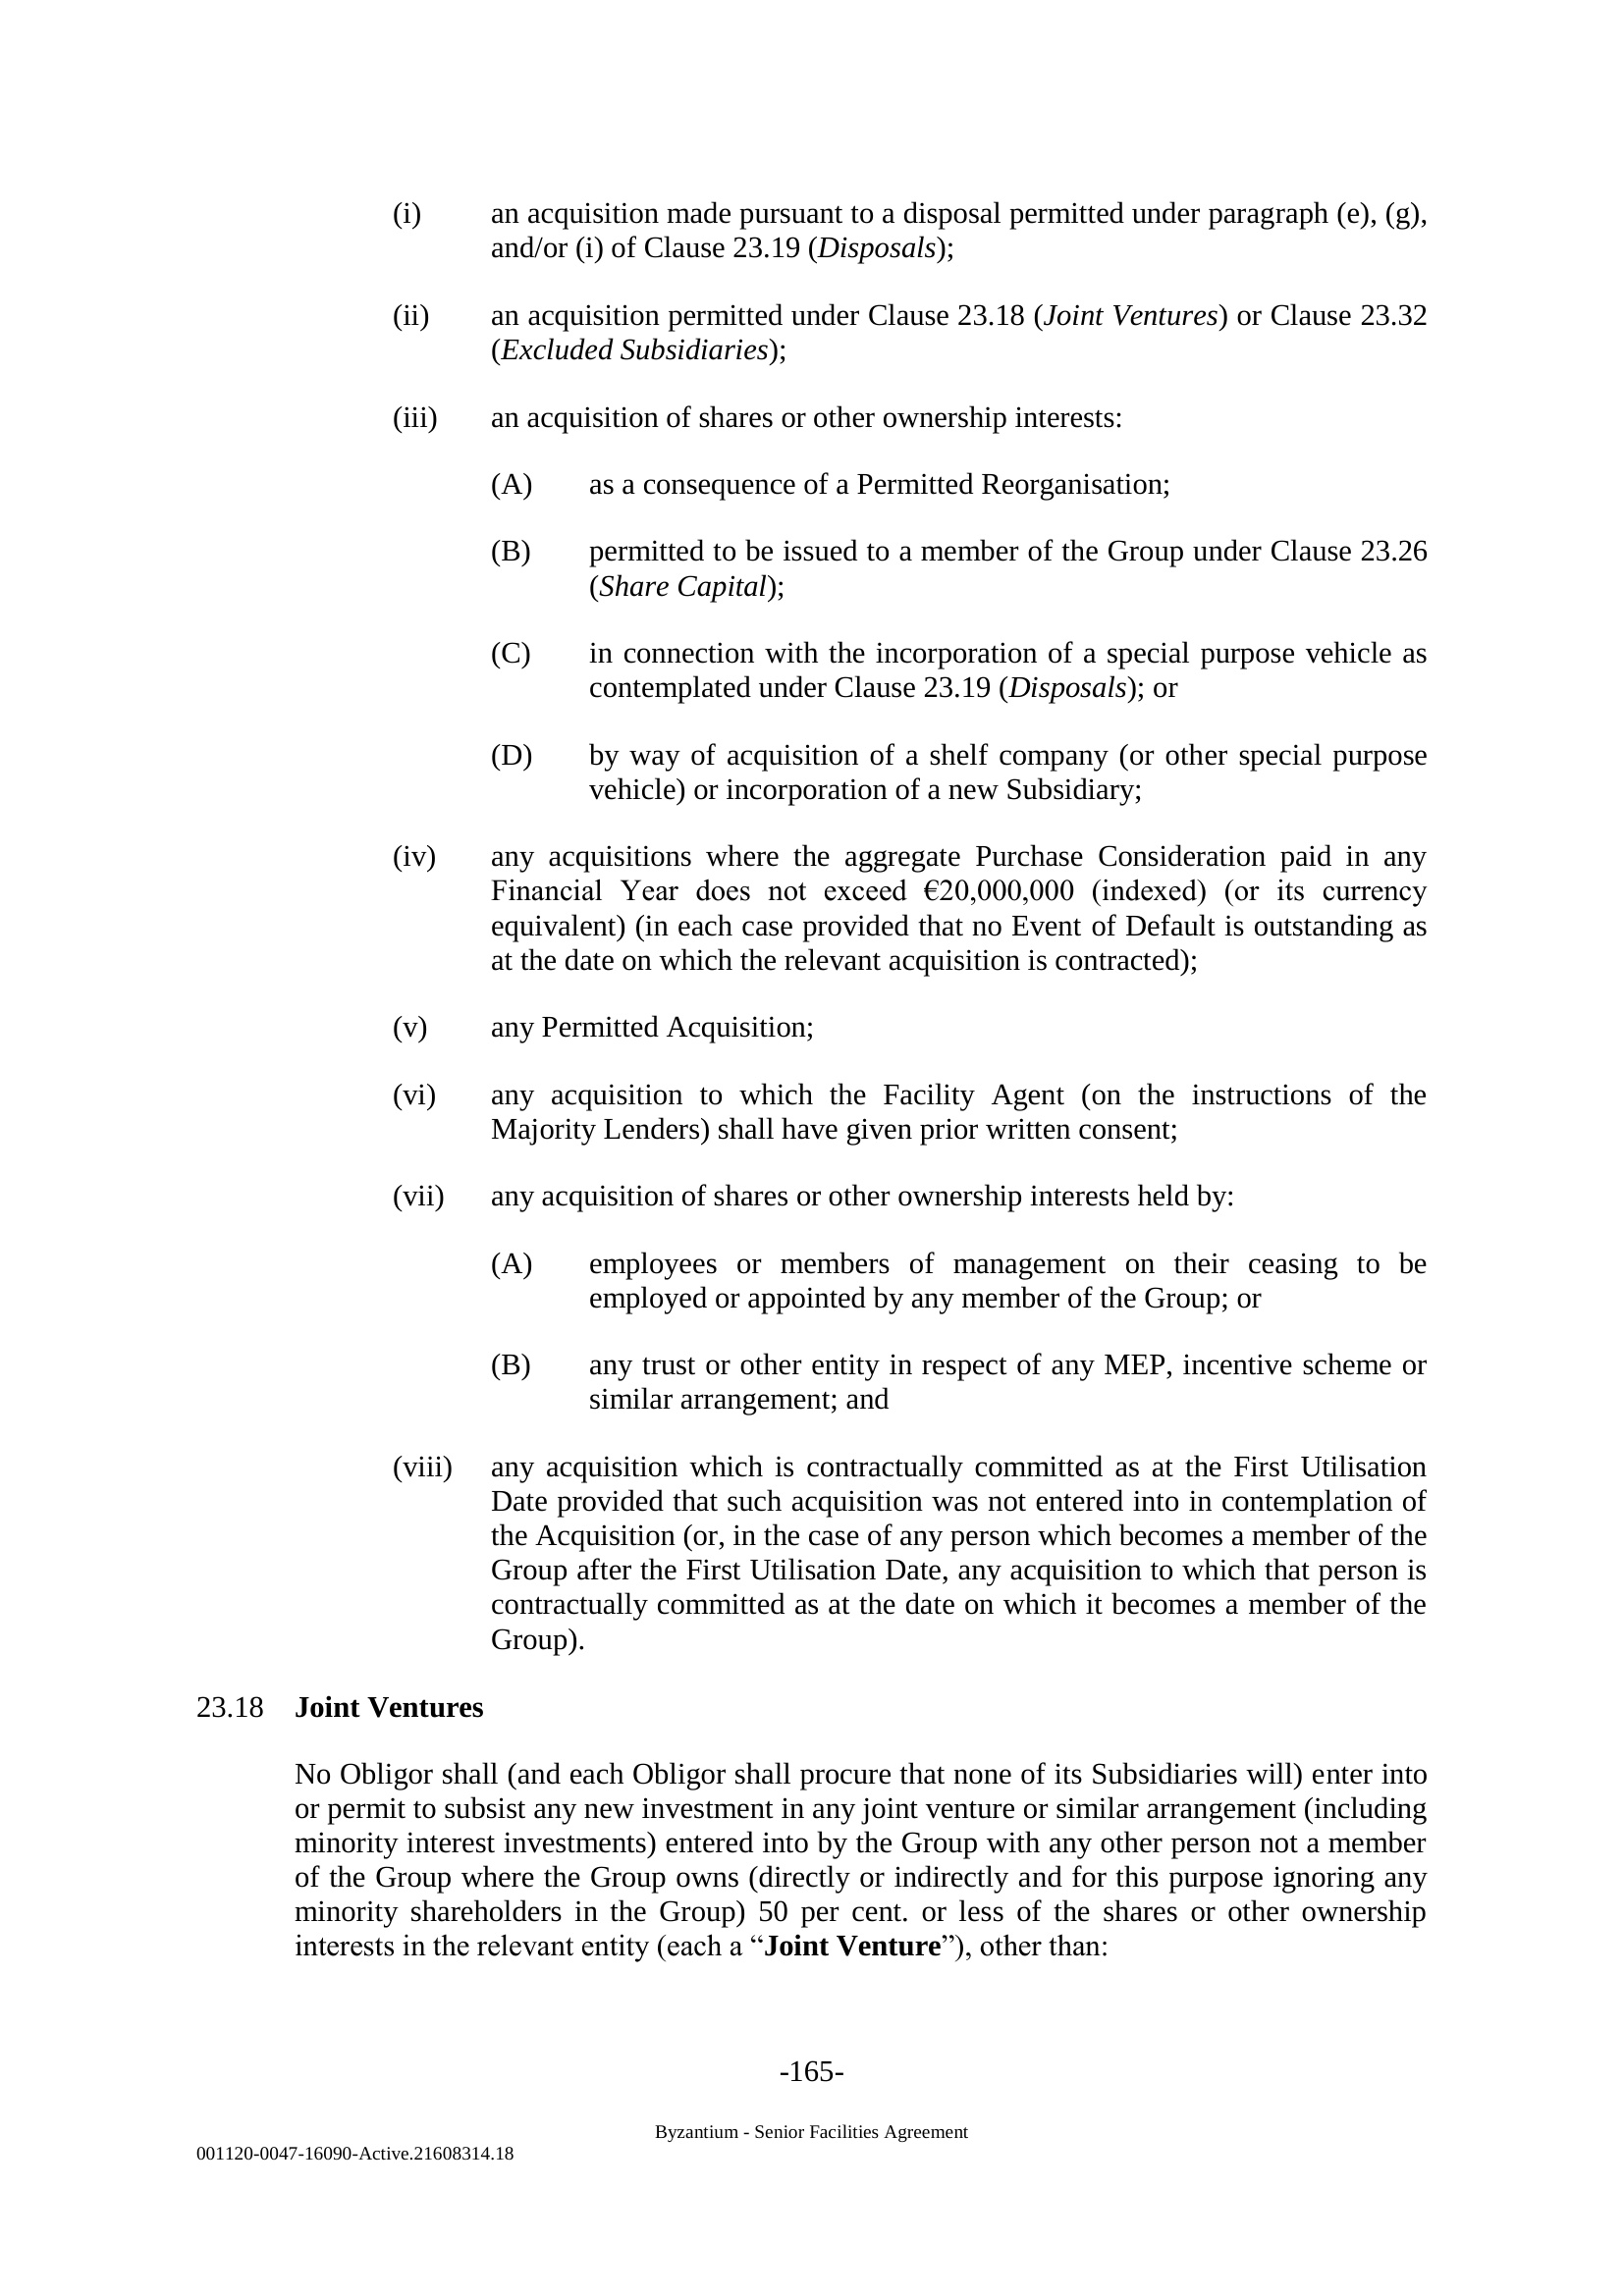 (i) an acquisition made pursuant to a disposal permitted under paragraph (e), (g),
and/or (i) of Clause 23.19 (Disposals);
(ii) an acquisition permitted under Clause 23.18 (Joint Ventures) or Clause 23.32
(Excluded Subsidiaries);
(iii) an acquisition of shares or other ownership interests:
(A) as a consequence of a Permitted Reorganisation;
(B) permitted to be issued to a member of the Group under Clause 23.26
(Share Capital);
(C) in connection with the incorporation of a special purpose vehicle as
contemplated under Clause 23.19 (Disposals); or
(D) by way of acquisition of a shelf company (or other special purpose
vehicle) or incorporation of a new Subsidiary;
(iv) any acquisitions where the aggregate Purchase Consideration paid in any
Financial Year does not exceed €20,000,000 (indexed) (or its currency
equivalent) (in each case provided that no Event of Default is outstanding as
at the date on which the relevant acquisition is contracted);
(v) any Permitted Acquisition;
(vi) any acquisition to which the Facility Agent (on the instructions of the
Majority Lenders) shall have given prior written consent;
(vii) any acquisition of shares or other ownership interests held by:
(A) employees or members of management on their ceasing to be
employed or appointed by any member of the Group; or
(B) any trust or other entity in respect of any MEP, incentive scheme or
similar arrangement; and
(viii) any acquisition which is contractually committed as at the First Utilisation
Date provided that such acquisition was not entered into in contemplation of
the Acquisition (or, in the case of any person which becomes a member of the
Group after the First Utilisation Date, any acquisition to which that person is
contractually committed as at the date on which it becomes a member of the
Group).
23.18 Joint Ventures
No Obligor shall (and each Obligor shall procure that none of its Subsidiaries will) enter into
or permit to subsist any new investment in any joint venture or similar arrangement (including
minority interest investments) entered into by the Group with any other person not a member
of the Group where the Group owns (directly or indirectly and for this purpose ignoring any
minority shareholders in the Group) 50 per cent. or less of the shares or other ownership
interests in the relevant entity (each a “Joint Venture”), other than:
-165-
Byzantium - Senior Facilities Agreement
001120-0047-16090-Active.21608314.18